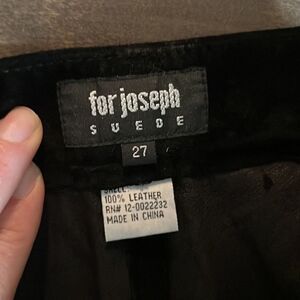 for joseph
SUEDE
27
SHELL:
100% LEATHER
RN# 12-0022232
MADE IN CHINA